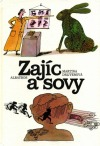 ALBATROS
MARTINA
DRIJVEROVÁ
Zajíc
a sovy